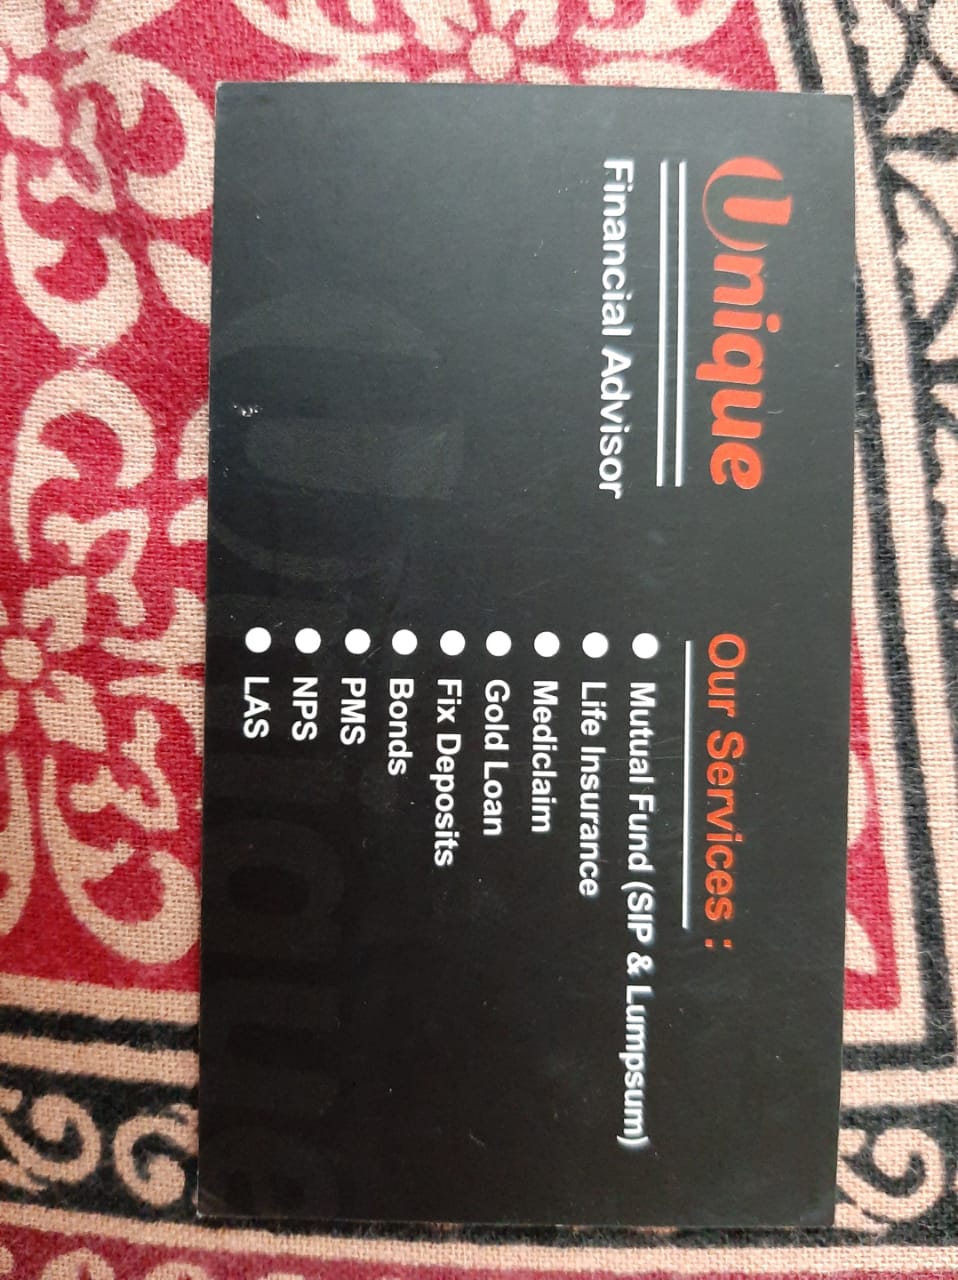 Unique
Financial Advisor
Our Services :
Mutual Fund (SIP & Lumpsum)
Life Insurance
Mediclaim
Gold Loan
Fix Deposits
Bonds
PMS
NPS
LAS
Unique